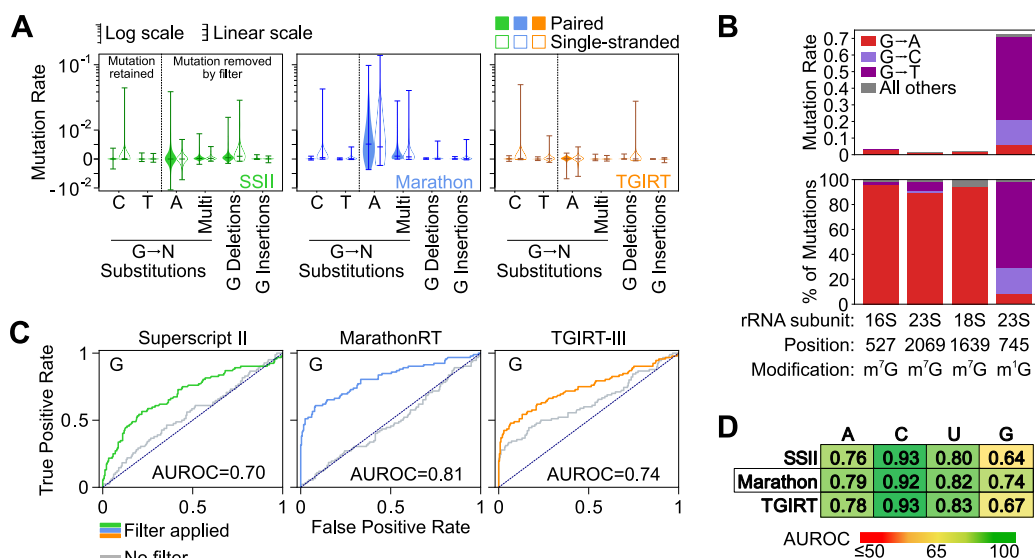 A
Log scale
Linear scale
Paired
Single-stranded
Mutation Rate
10⁻¹
10⁻²
0
-10⁻²
Mutation retained
Mutation removed by filter
SSII
Marathon
TGIRT
C T A Multi G Deletions G Insertions
C T A Multi G Deletions G Insertions
C T A Multi G Deletions G Insertions
G→N Substitutions
G→N Substitutions
G→N Substitutions
B
G→A
G→C
G→T
All others
Mutation Rate
0.7
0.6
0.5
0.4
0.3
0.2
0.1
0
% of Mutations
100
80
60
40
20
0
rRNA subunit: 16S 23S 18S 23S
Position: 527 2069 1639 745
Modification: m⁷G m⁷G m⁷G m¹G
C
Superscript II
MarathonRT
TGIRT-III
True Positive Rate
1
0.5
0
G
G
G
AUROC=0.70
AUROC=0.81
AUROC=0.74
0 0.5 1
0 0.5 1
0 0.5 1
False Positive Rate
Filter applied
No filter
D
A C U G
SSII 0.76 0.93 0.80 0.64
Marathon 0.79 0.92 0.82 0.74
TGIRT 0.78 0.93 0.83 0.67
AUROC
≤50 65 100